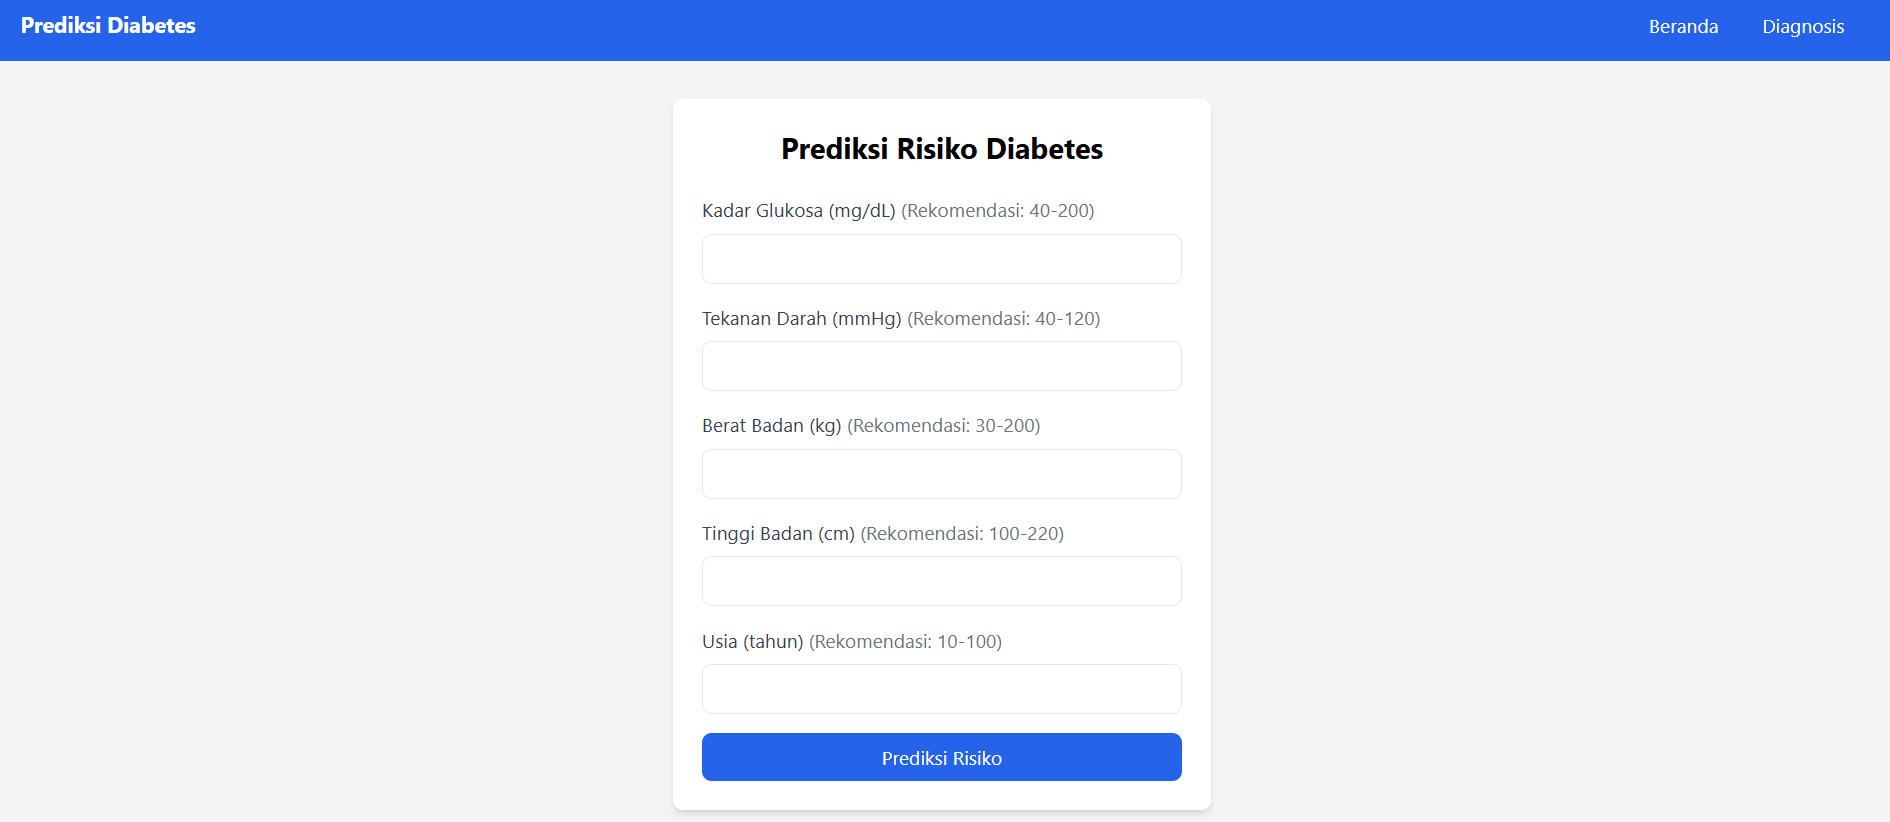 Prediksi Diabetes
Beranda
Diagnosis
Prediksi Risiko Diabetes
Kadar Glukosa (mg/dL) (Rekomendasi: 40-200)
Tekanan Darah (mmHg) (Rekomendasi: 40-120)
Berat Badan (kg) (Rekomendasi: 30-200)
Tinggi Badan (cm) (Rekomendasi: 100-220)
Usia (tahun) (Rekomendasi: 10-100)
Prediksi Risiko